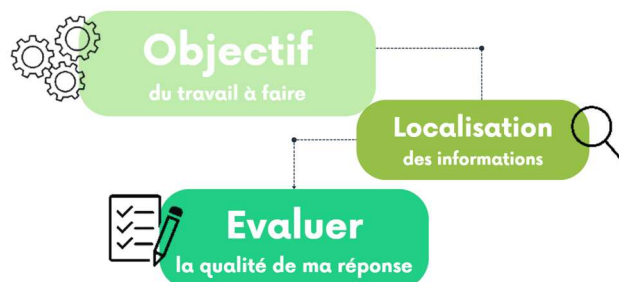 Objectif
du travail à faire
Localisation
des informations
Evaluer
la qualité de ma réponse